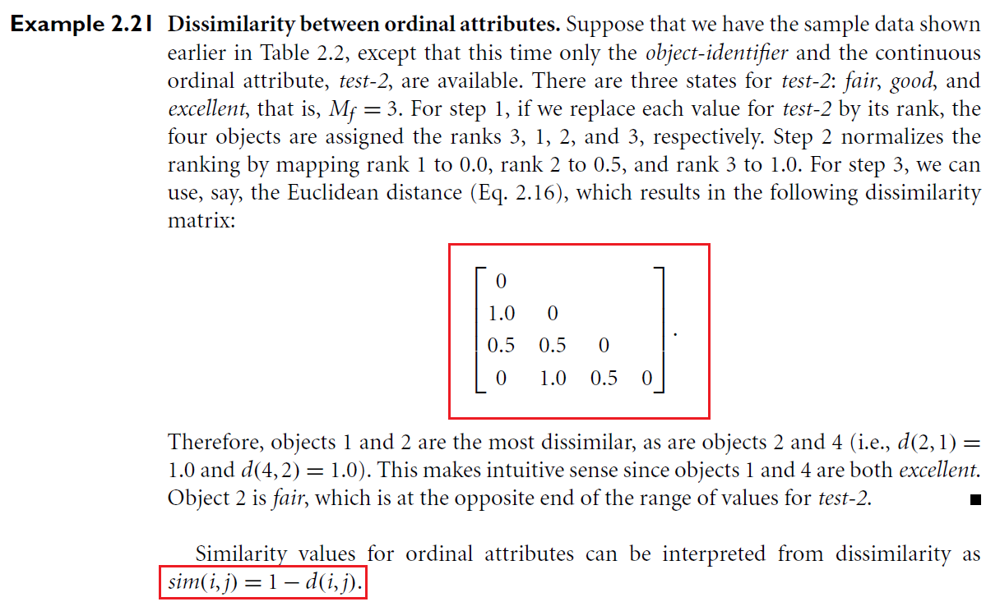 Example 2.21 Dissimilarity between ordinal attributes. Suppose that we have the sample data shown
earlier in Table 2.2, except that this time only the object-identifier and the continuous
ordinal attribute, test-2, are available. There are three states for test-2: fair, good, and
excellent, that is, Mf = 3. For step 1, if we replace each value for test-2 by its rank, the
four objects are assigned the ranks 3, 1, 2, and 3, respectively. Step 2 normalizes the
ranking by mapping rank 1 to 0.0, rank 2 to 0.5, and rank 3 to 1.0. For step 3, we can
use, say, the Euclidean distance (Eq. 2.16), which results in the following dissimilarity
matrix:
0
1.0 0
0.5 0.5 0
0 1.0 0.5 0
.
Therefore, objects 1 and 2 are the most dissimilar, as are objects 2 and 4 (i.e., d(2, 1) =
1.0 and d(4, 2) = 1.0). This makes intuitive sense since objects 1 and 4 are both excellent.
Object 2 is fair, which is at the opposite end of the range of values for test-2.
Similarity values for ordinal attributes can be interpreted from dissimilarity as
sim(i, j) = 1 − d(i, j).